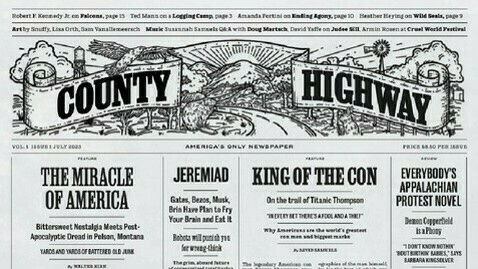 Robert F. Kennedy Jr. on Falcons, page 15 Ted Mann on a Logging Camp, page 3 Amanda Fortini on Ending Agony, page 10 Heather Heying on Wild Seals, page 9
Art by Snuffy, Lisa Orth, Sam Vanallemeersch Music Susannah Samuels Q&A with Doug Martsch, David Yaffe on Judee Sill, Armin Rosen at Cruel World Festival
COUNTY HIGHWAY
VOL. 1 ISSUE 1 JULY 2023 AMERICA'S ONLY NEWSPAPER PRICE $8.50 PER ISSUE
FEATURE
THE MIRACLE
OF AMERICA
Bittersweet Nostalgia Meets Post-
Apocalyptic Dread in Polson, Montana
YARDS AND YARDS OF BATTERED OLD JUNK
By WALTER KIRN
JEREMIAD
Gates, Bezos, Musk,
Brin Have Plan to Fry
Your Brain and Eat It
Robots will punish you
for wrong-think
The grim, absurd future
FEATURE
KING OF THE CON
On the trail of Titanic Thompson
"IN EVERY BET THERE'S A FOOL AND A THIEF"
Why Americans are the world's greatest
con men and biggest marks
By DAVID SAMUELS
The legendary American con
ographies of the man himself,
REVIEW
EVERYBODY'S
APPALACHIAN
PROTEST NOVEL
Demon Copperfield
is a Phony
"I DON'T KNOW NOTHIN'
'BOUT BIRTHIN' BABIES," SAYS
BARBARA KINGSOLVER